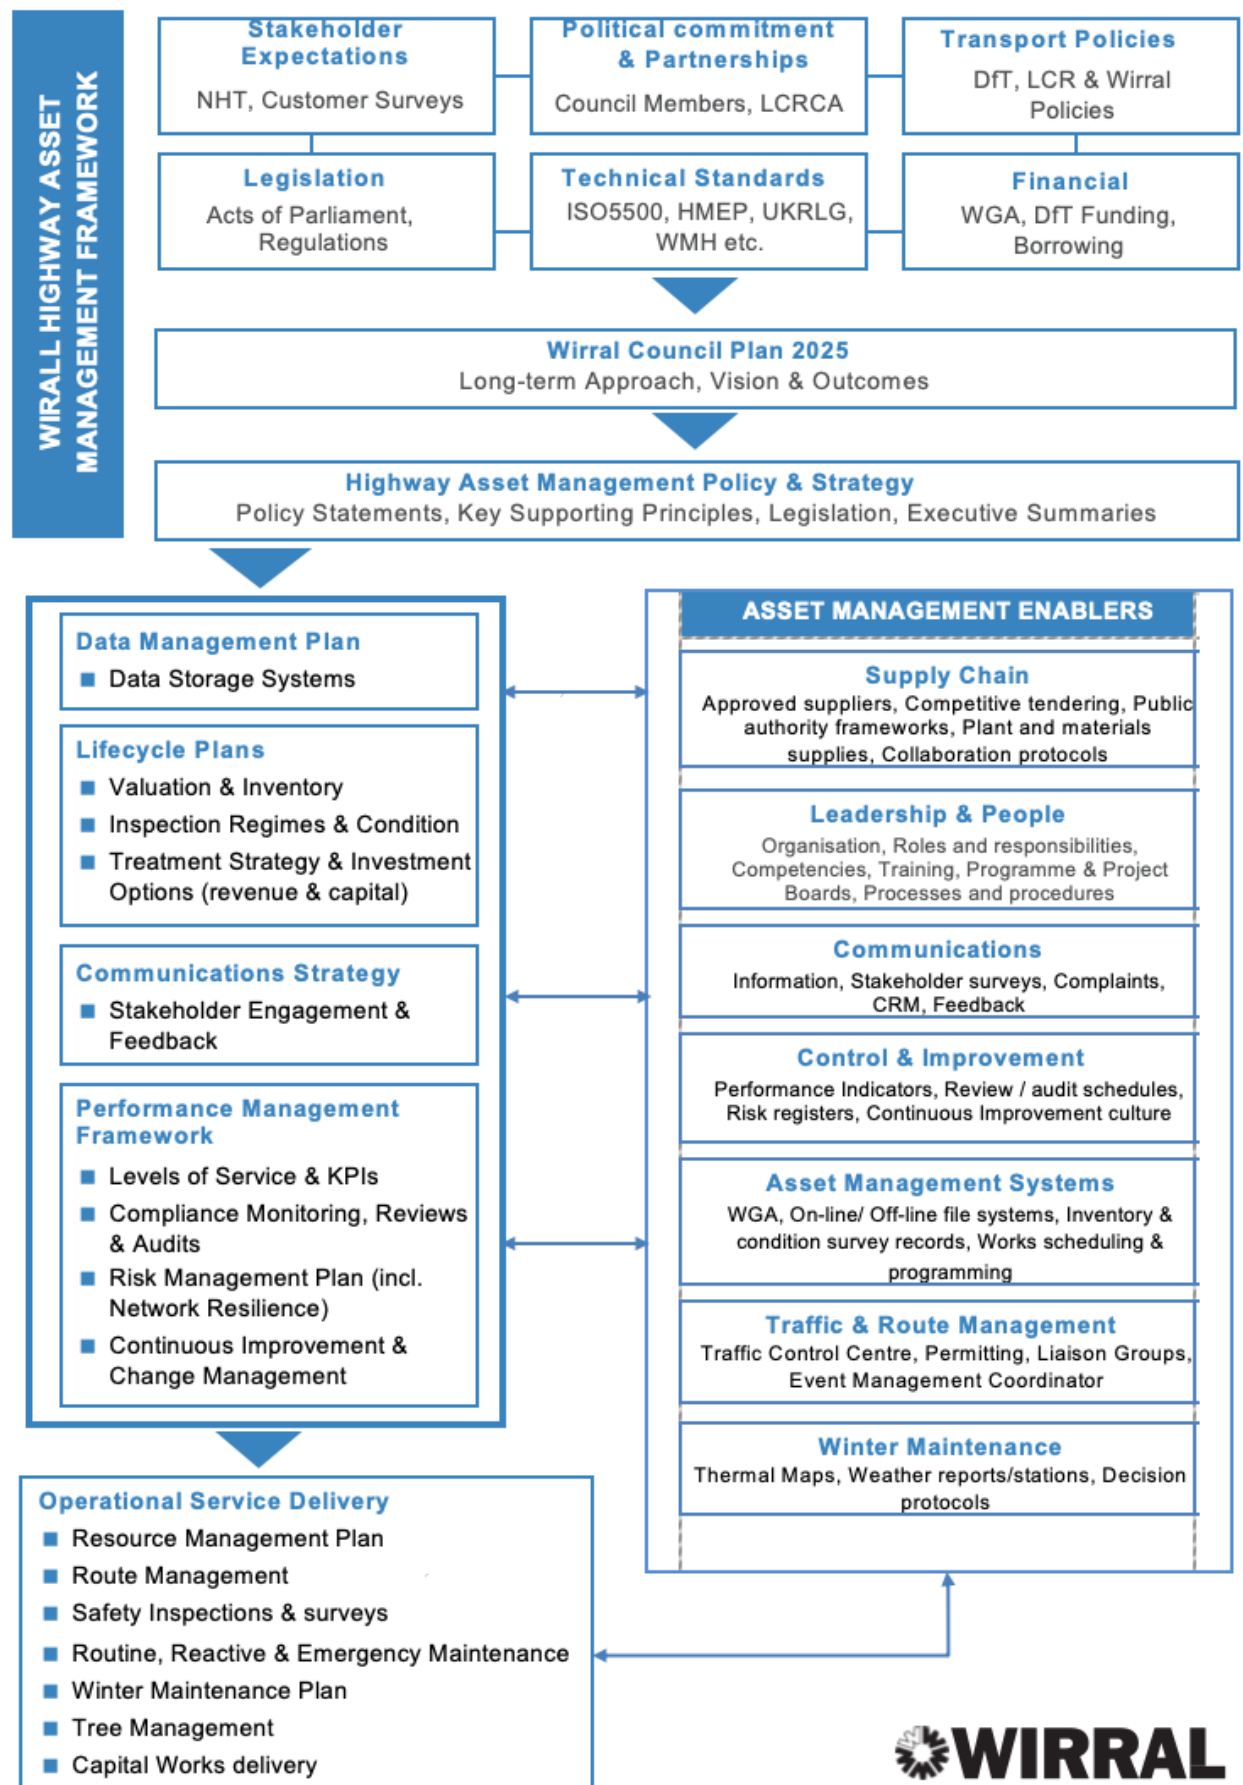 WIRALL HIGHWAY ASSET
MANAGEMENT FRAMEWORK
Stakeholder
Expectations
NHT, Customer Surveys
Political commitment
& Partnerships
Council Members, LCRCA
Transport Policies
DfT, LCR & Wirral
Policies
Legislation
Acts of Parliament,
Regulations
Technical Standards
ISO5500, HMEP, UKRLG,
WMH etc.
Financial
WGA, DfT Funding,
Borrowing
Wirral Council Plan 2025
Long-term Approach, Vision & Outcomes
Highway Asset Management Policy & Strategy
Policy Statements, Key Supporting Principles, Legislation, Executive Summaries
Data Management Plan
■ Data Storage Systems
Lifecycle Plans
■ Valuation & Inventory
■ Inspection Regimes & Condition
■ Treatment Strategy & Investment
Options (revenue & capital)
Communications Strategy
■ Stakeholder Engagement &
Feedback
Performance Management
Framework
■ Levels of Service & KPIs
■ Compliance Monitoring, Reviews
& Audits
■ Risk Management Plan (incl.
Network Resilience)
■ Continuous Improvement &
Change Management
ASSET MANAGEMENT ENABLERS
Supply Chain
Approved suppliers, Competitive tendering, Public
authority frameworks, Plant and materials
supplies, Collaboration protocols
Leadership & People
Organisation, Roles and responsibilities,
Competencies, Training, Programme & Project
Boards, Processes and procedures
Communications
Information, Stakeholder surveys, Complaints,
CRM, Feedback
Control & Improvement
Performance Indicators, Review / audit schedules,
Risk registers, Continuous Improvement culture
Asset Management Systems
WGA, On-line/ Off-line file systems, Inventory &
condition survey records, Works scheduling &
programming
Traffic & Route Management
Traffic Control Centre, Permitting, Liaison Groups,
Event Management Coordinator
Winter Maintenance
Thermal Maps, Weather reports/stations, Decision
protocols
Operational Service Delivery
■ Resource Management Plan
■ Route Management
■ Safety Inspections & surveys
■ Routine, Reactive & Emergency Maintenance
■ Winter Maintenance Plan
■ Tree Management
■ Capital Works delivery
WIRRAL